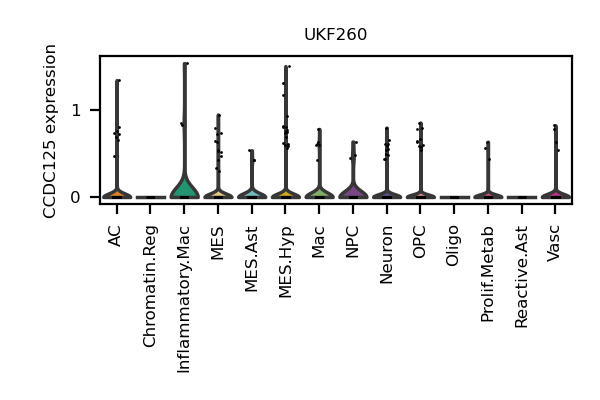 UKF260
CCDC125 expression
1
0
AC
Chromatin.Reg
Inflammatory.Mac
MES
MES.Ast
MES.Hyp
Mac
NPC
Neuron
OPC
Oligo
Prolif.Metab
Reactive.Ast
Vasc